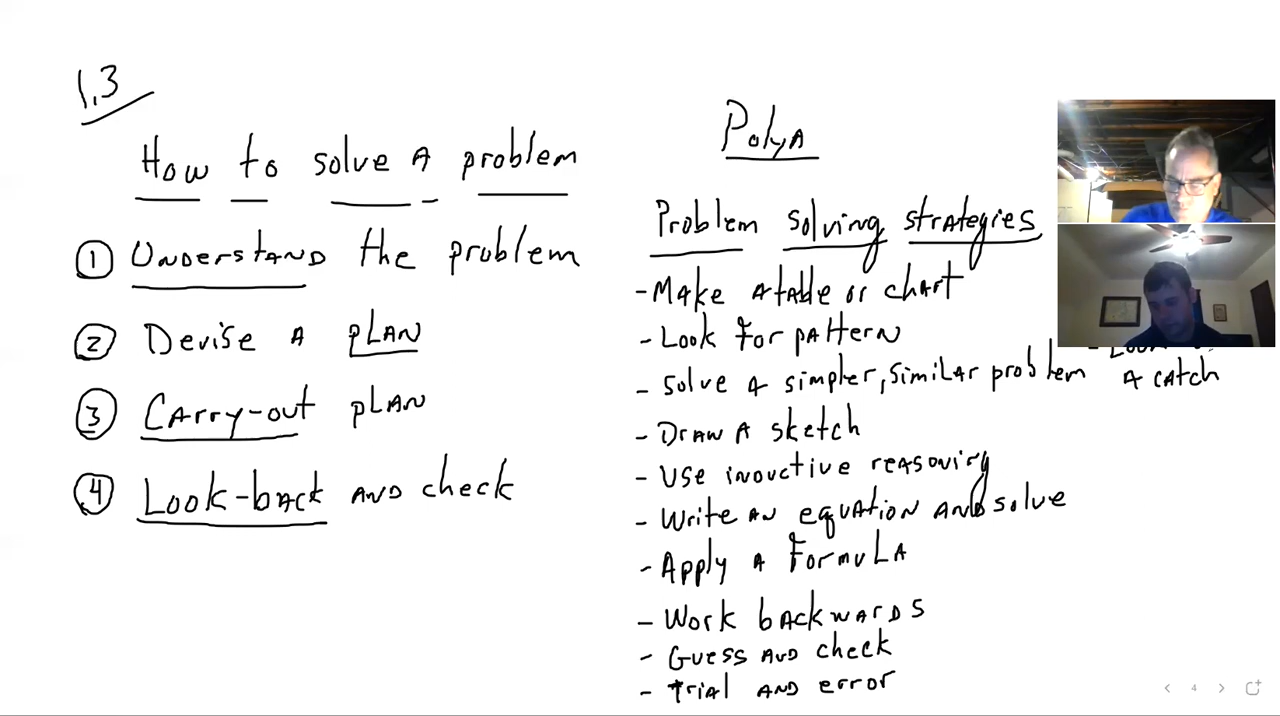 1.3
How to solve A problem
① Understand the problem
② Devise A plan
③ Carry-out plan
④ Look-back and check
Polya
Problem solving strategies
- Make A table or chart
- Look for pattern
- Solve A simpler, similar problem
- Draw A sketch
- Use inductive reasoning
- Write AN equation and solve
- Apply A Formula
- Work backwards
- Guess and check
- trial and error
A catch
4